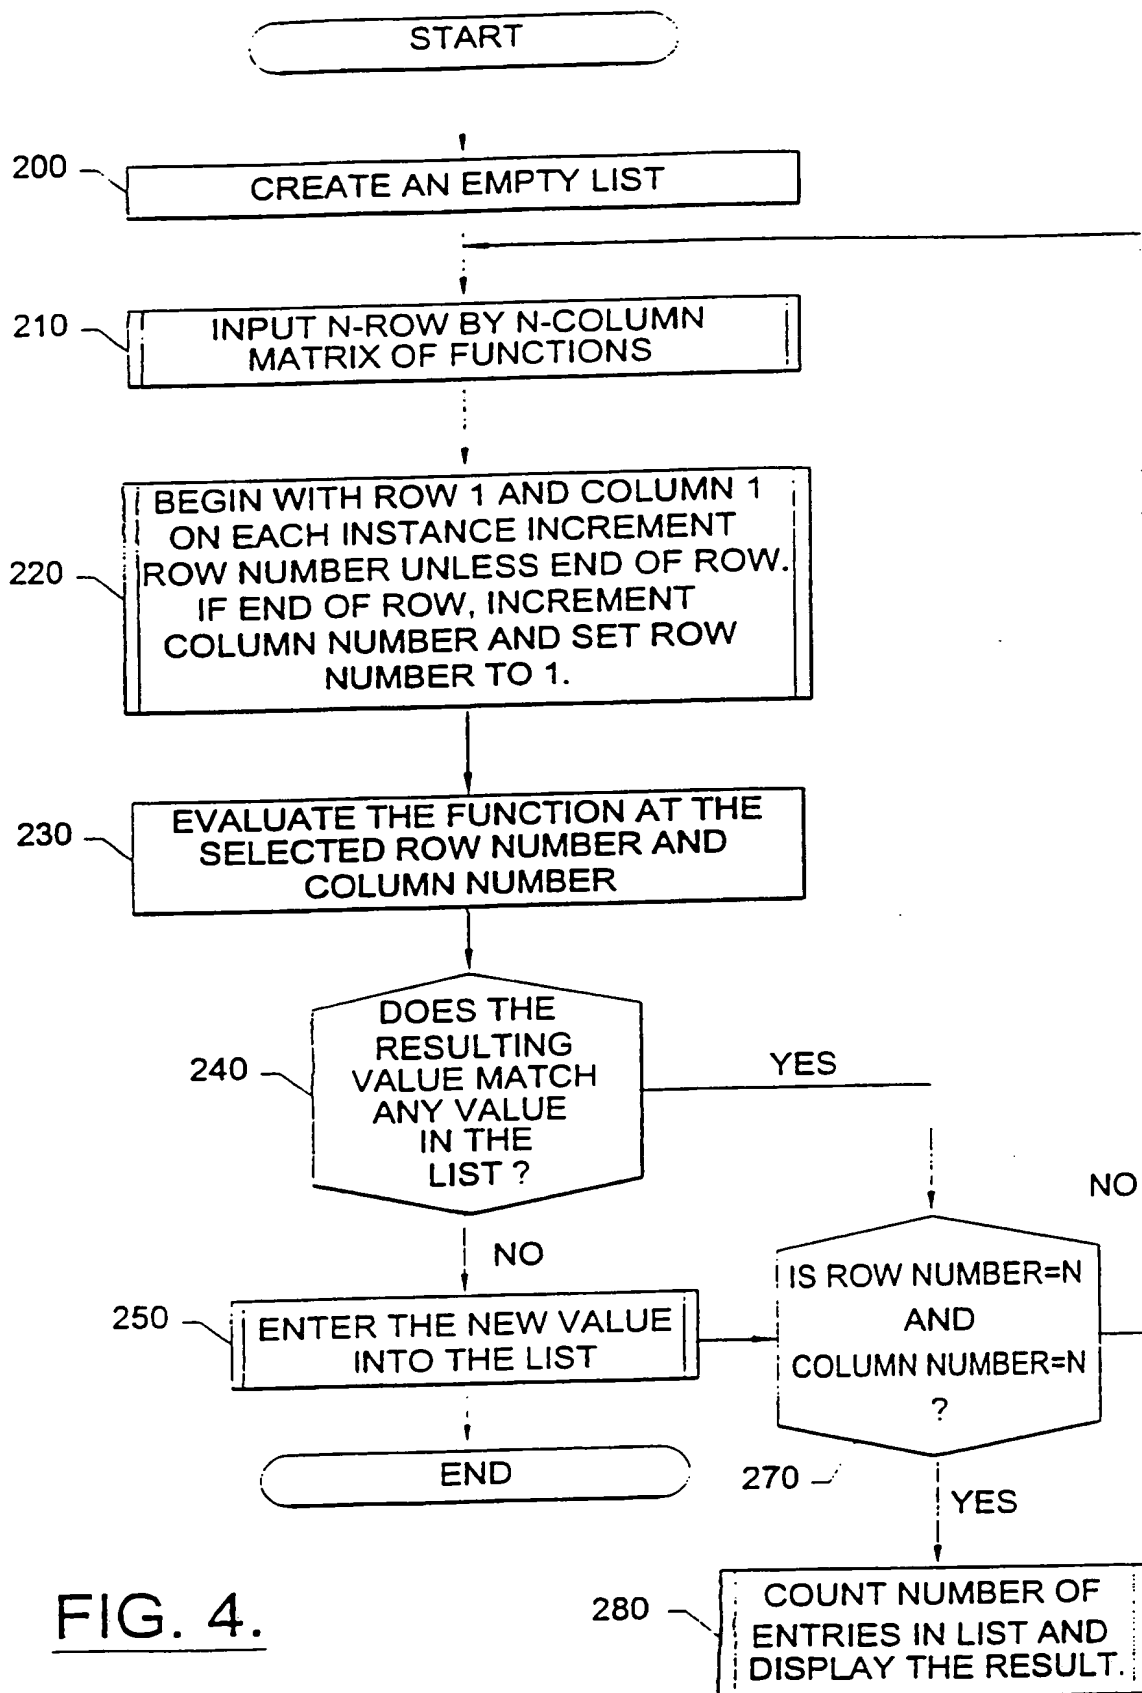 START
200
CREATE AN EMPTY LIST
210
INPUT N-ROW BY N-COLUMN
MATRIX OF FUNCTIONS
220
BEGIN WITH ROW 1 AND COLUMN 1
ON EACH INSTANCE INCREMENT
ROW NUMBER UNLESS END OF ROW.
IF END OF ROW, INCREMENT
COLUMN NUMBER AND SET ROW
NUMBER TO 1.
230
EVALUATE THE FUNCTION AT THE
SELECTED ROW NUMBER AND
COLUMN NUMBER
240
DOES THE
RESULTING
VALUE MATCH
ANY VALUE
IN THE
LIST ?
YES
NO
NO
250
ENTER THE NEW VALUE
INTO THE LIST
IS ROW NUMBER=N
AND
COLUMN NUMBER=N
?
END
270
YES
280
COUNT NUMBER OF
ENTRIES IN LIST AND
DISPLAY THE RESULT.
FIG. 4.